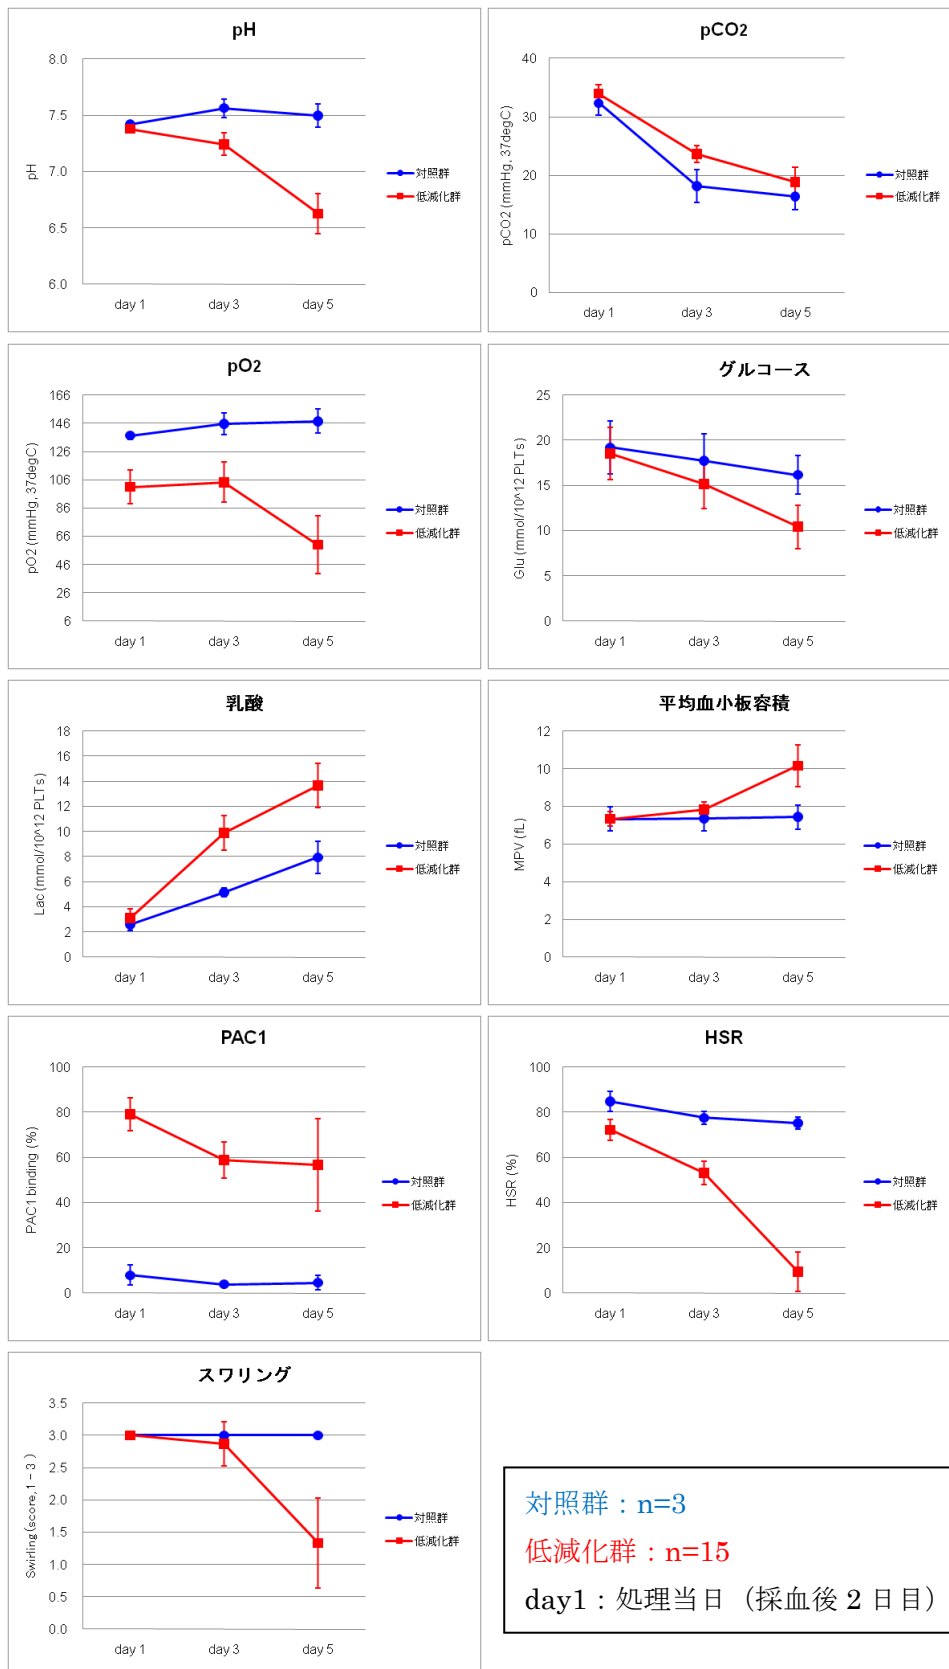 pH
8.0
7.5
7.0
6.5
6.0
pH
day 1
day 3
day 5
対照群
低減化群
pCO2
40
30
20
10
0
pCO2 (mmHg, 37degC)
day 1
day 3
day 5
対照群
低減化群
pO2
166
146
126
106
86
66
46
26
6
pO2 (mmHg, 37degC)
day 1
day 3
day 5
対照群
低減化群
グルコース
25
20
15
10
5
0
Glu (mmol/10^12 PLTs)
day 1
day 3
day 5
対照群
低減化群
乳酸
18
16
14
12
10
8
6
4
2
0
Lac (mmol/10^12 PLTs)
day 1
day 3
day 5
対照群
低減化群
平均血小板容積
12
10
8
6
4
2
0
MPV (fL)
day 1
day 3
day 5
対照群
低減化群
PAC1
100
80
60
40
20
0
PAC1 binding (%)
day 1
day 3
day 5
対照群
低減化群
HSR
100
80
60
40
20
0
HSR (%)
day 1
day 3
day 5
対照群
低減化群
スワリング
3.5
3.0
2.5
2.0
1.5
1.0
0.5
0.0
Swirling (score, 1 - 3 )
day 1
day 3
day 5
対照群
低減化群
対照群：n=3
低減化群：n=15
day1：処理当日（採血後 2 日目）